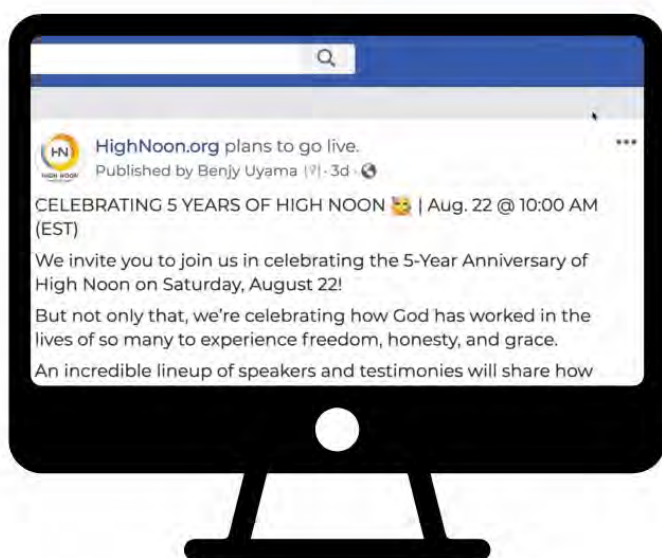 HighNoon.org plans to go live.
HN
HIGH NOON
Published by Benjy Uyama · 3d ·
CELEBRATING 5 YEARS OF HIGH NOON 🥳 | Aug. 22 @ 10:00 AM
(EST)
We invite you to join us in celebrating the 5-Year Anniversary of
High Noon on Saturday, August 22!
But not only that, we're celebrating how God has worked in the
lives of so many to experience freedom, honesty, and grace.
An incredible lineup of speakers and testimonies will share how